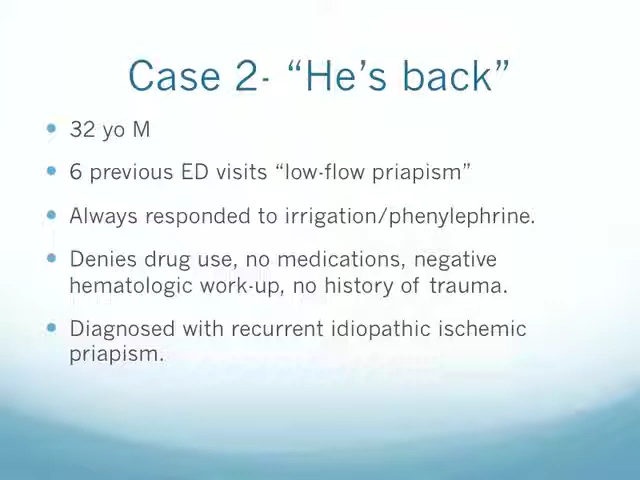 Case 2- “He’s back”
• 32 yo M
• 6 previous ED visits “low-flow priapism”
• Always responded to irrigation/phenylephrine.
• Denies drug use, no medications, negative
hematologic work-up, no history of trauma.
• Diagnosed with recurrent idiopathic ischemic
priapism.